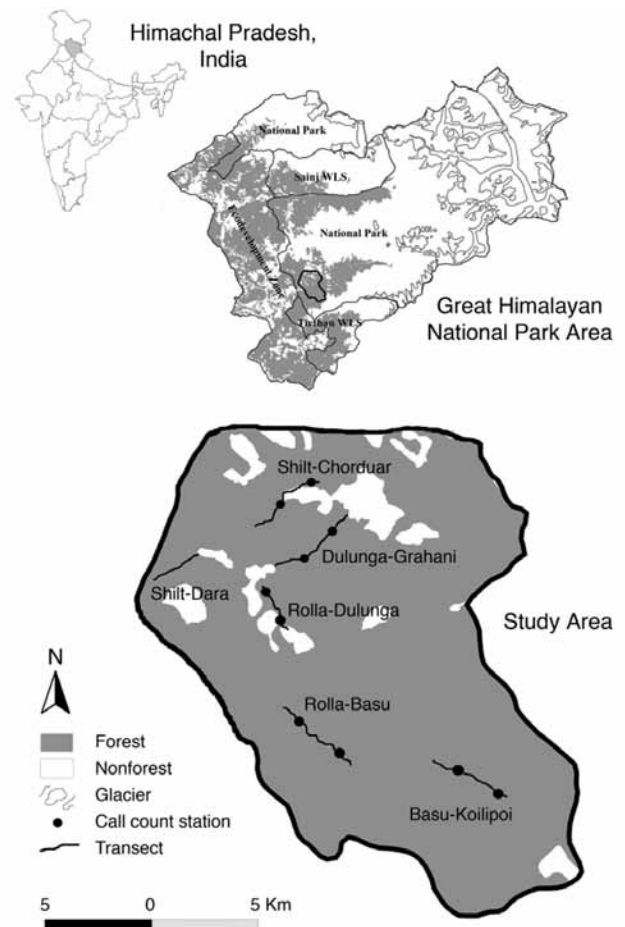 Himachal Pradesh,
India
National Park
Sainj WLS
National Park
Ecodevelopment Zone
Tirthan WLS
Great Himalayan
National Park Area
Shilt-Chorduar
Dulunga-Grahani
Shilt-Dara
Rolla-Dulunga
Study Area
Rolla-Basu
Basu-Koilipoi
N
Forest
Nonforest
Glacier
Call count station
Transect
5 0 5 Km